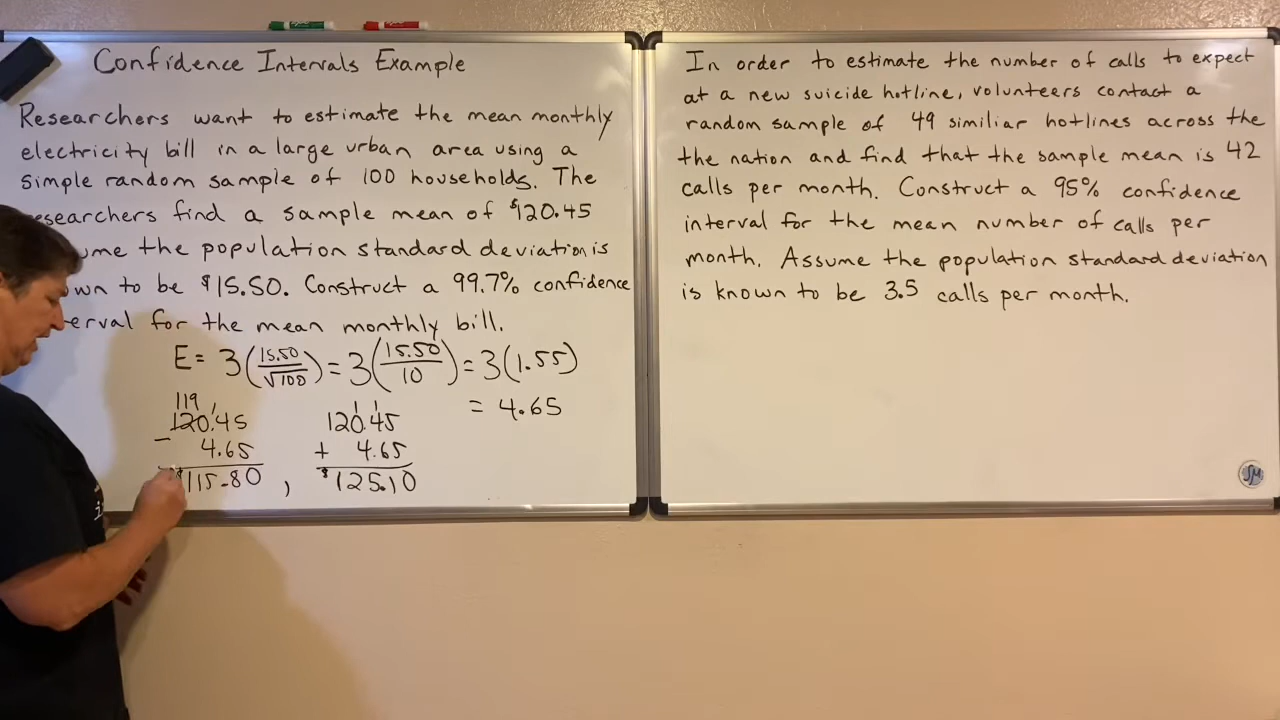 Confidence Intervals Example
Researchers want to estimate the mean monthly
electricity bill in a large urban area using a
simple random sample of 100 households. The
esearchers find a sample mean of $120.45
ume the population standard deviation is
wn to be $15.50. Construct a 99.7% confidence
erval for the mean monthly bill.
E = 3(15.50/√100) = 3(15.50/10) = 3(1.55)
= 4.65
119 1
120.45
- 4.65
$115.80 ,
1 1
120.45
+ 4.65
$125.10
In order to estimate the number of calls to expect
at a new suicide hotline, volunteers contact a
random sample of 49 similiar hotlines across the
the nation and find that the sample mean is 42
calls per month. Construct a 95% confidence
interval for the mean number of calls per
month. Assume the population standard deviation
is known to be 3.5 calls per month.
SM